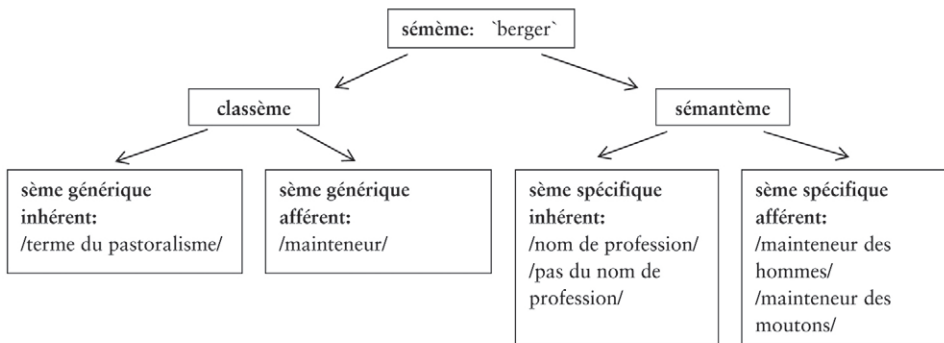 sémème: `berger`
classème
sémantème
sème générique
inhérent:
/terme du pastoralisme/
sème générique
afférent:
/mainteneur/
sème spécifique
inhérent:
/nom de profession/
/pas du nom de
profession/
sème spécifique
afférent:
/mainteneur des
hommes/
/mainteneur des
moutons/